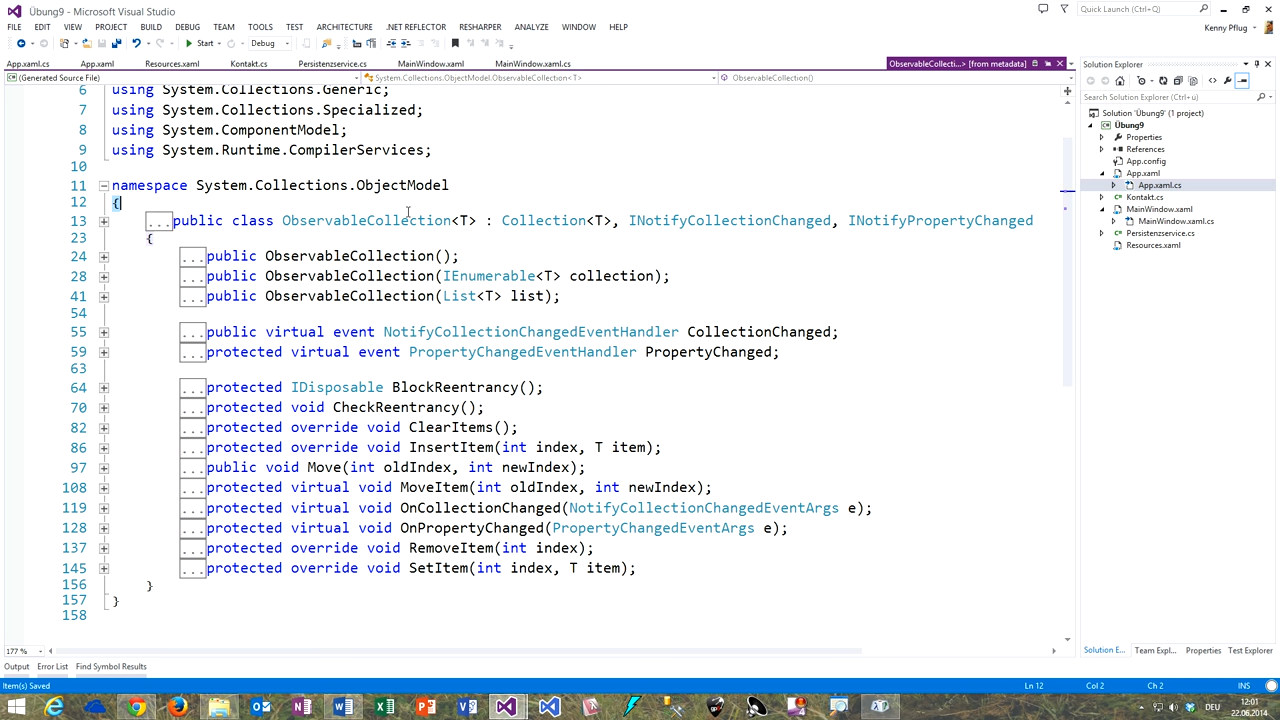 Übung9 - Microsoft Visual Studio
Quick Launch (Ctrl+Ü)
FILE EDIT VIEW PROJECT BUILD DEBUG TEAM TOOLS TEST ARCHITECTURE .NET REFLECTOR RESHARPER ANALYZE WINDOW HELP
Kenny Pflug
Start Debug
App.xaml.cs App.xaml Resources.xaml Kontakt.cs Persistenzservice.cs MainWindow.xaml MainWindow.xaml.cs ObservableCollecti...> [from metadata]
(Generated Source File) System.Collections.ObjectModel.ObservableCollection<T> ObservableCollection()
6 using System.Collections.Generic;
7 using System.Collections.Specialized;
8 using System.ComponentModel;
9 using System.Runtime.CompilerServices;
10
11 namespace System.Collections.ObjectModel
12 {
13 ...public class ObservableCollection<T> : Collection<T>, INotifyCollectionChanged, INotifyPropertyChanged
23 {
24 ...public ObservableCollection();
28 ...public ObservableCollection(IEnumerable<T> collection);
41 ...public ObservableCollection(List<T> list);
54
55 ...public virtual event NotifyCollectionChangedEventHandler CollectionChanged;
59 ...protected virtual event PropertyChangedEventHandler PropertyChanged;
63
64 ...protected IDisposable BlockReentrancy();
70 ...protected void CheckReentrancy();
82 ...protected override void ClearItems();
86 ...protected override void InsertItem(int index, T item);
97 ...public void Move(int oldIndex, int newIndex);
108 ...protected virtual void MoveItem(int oldIndex, int newIndex);
119 ...protected virtual void OnCollectionChanged(NotifyCollectionChangedEventArgs e);
128 ...protected virtual void OnPropertyChanged(PropertyChangedEventArgs e);
137 ...protected override void RemoveItem(int index);
145 ...protected override void SetItem(int index, T item);
156 }
157 }
158
177 %
Solution Explorer
Search Solution Explorer (Ctrl+ü)
Solution 'Übung9' (1 project)
Übung9
Properties
References
App.config
App.xaml
App.xaml.cs
Kontakt.cs
MainWindow.xaml
MainWindow.xaml.cs
Persistenzservice.cs
Resources.xaml
Solution E... Team Expl... Properties Test Explorer
Output Error List Find Symbol Results
Item(s) Saved Ln 12 Col 2 Ch 2 INS
DEU
12:01
22.06.2014